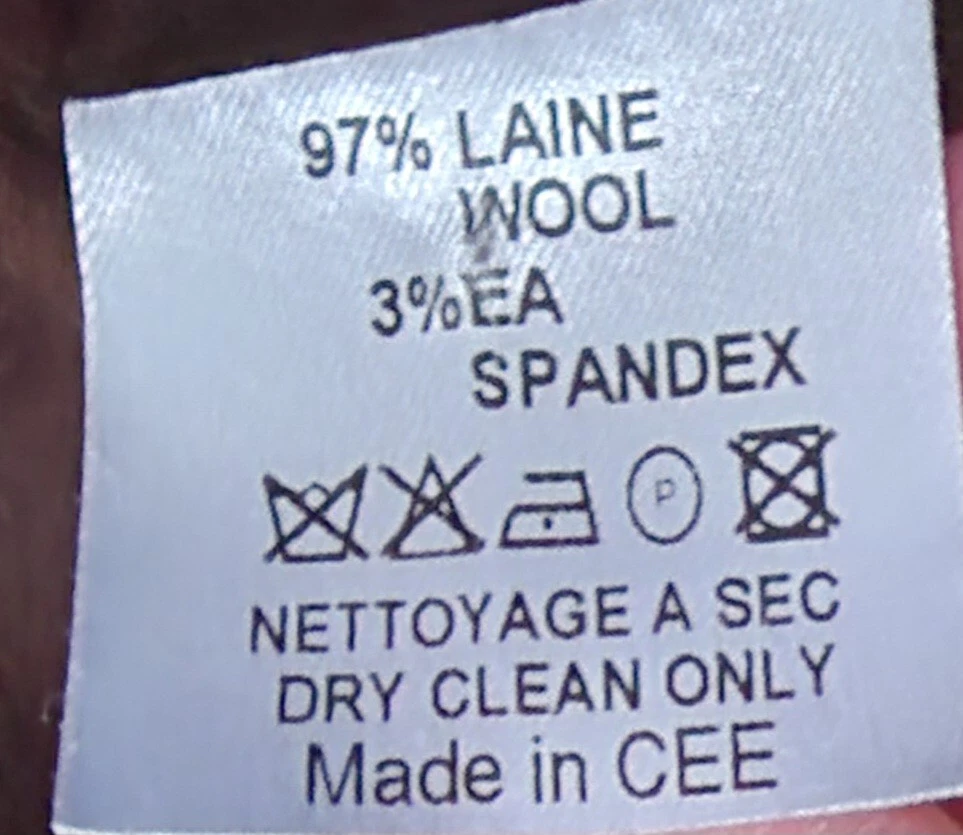 97% LAINE
WOOL
3%EA
SPANDEX
P
NETTOYAGE A SEC
DRY CLEAN ONLY
Made in CEE